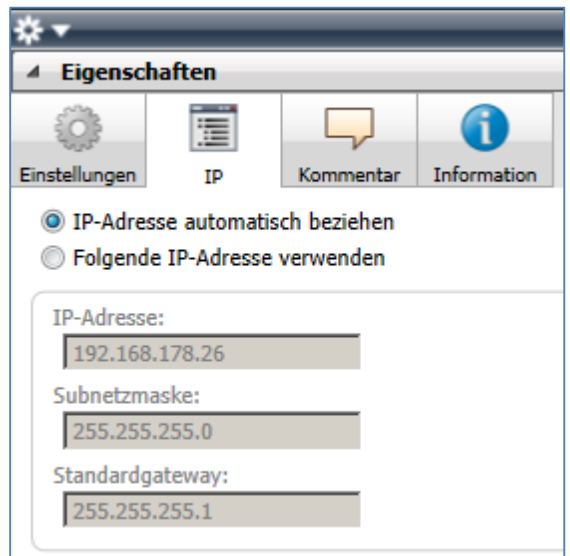 Eigenschaften
Einstellungen IP Kommentar Information
IP-Adresse automatisch beziehen
Folgende IP-Adresse verwenden
IP-Adresse:
192.168.178.26
Subnetzmaske:
255.255.255.0
Standardgateway:
255.255.255.1